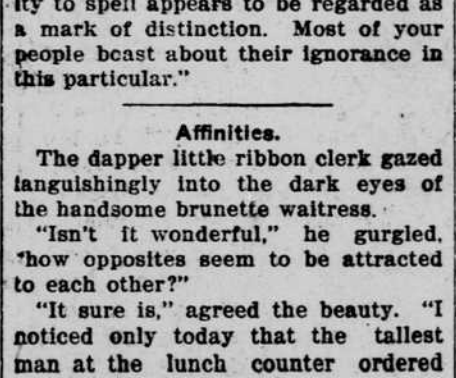 ity to spell appears to be regarded as
a mark of distinction. Most of your
people boast about their ignorance in
this particular."
Affinities.
The dapper little ribbon clerk gazed
languishingly into the dark eyes of
the handsome brunette waitress.
"Isn't it wonderful," he gurgled,
"how opposites seem to be attracted
to each other?"
"It sure is," agreed the beauty. "I
noticed only today that the tallest
man at the lunch counter ordered